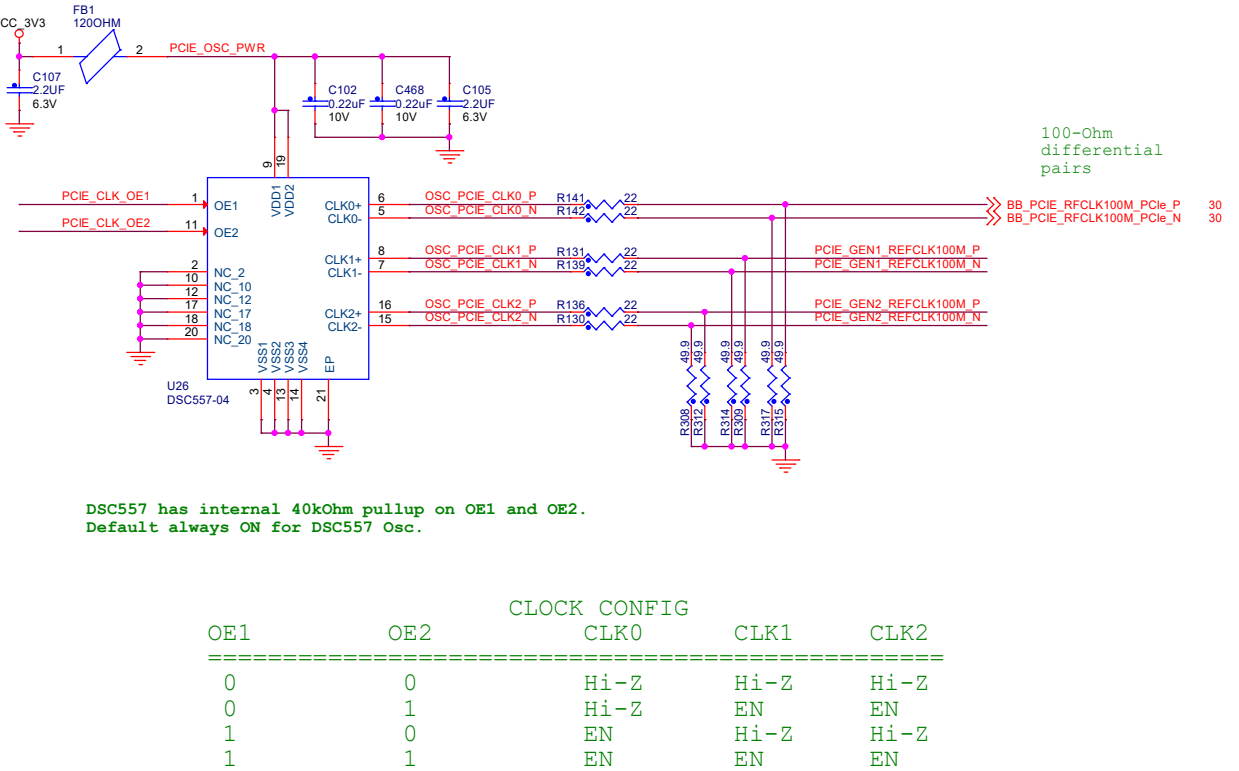 FB1
120OHM
CC_3V3
1
2
PCIE_OSC_PWR
C107
2.2UF
6.3V
C102
0.22uF
10V
C468
0.22uF
10V
C105
2.2UF
6.3V
100-Ohm
differential
pairs
9
19
VDD1
VDD2
PCIE_CLK_OE1
1
OE1
PCIE_CLK_OE2
11
OE2
2
NC_2
10
NC_10
12
NC_12
17
NC_17
18
NC_18
20
NC_20
CLK0+
6
OSC_PCIE_CLK0_P
R141
22
BB_PCIE_RFCLK100M_PCIe_P
30
CLK0-
5
OSC_PCIE_CLK0_N
R142
22
BB_PCIE_RFCLK100M_PCIe_N
30
CLK1+
8
OSC_PCIE_CLK1_P
R131
22
PCIE_GEN1_REFCLK100M_P
CLK1-
7
OSC_PCIE_CLK1_N
R139
22
PCIE_GEN1_REFCLK100M_N
CLK2+
16
OSC_PCIE_CLK2_P
R136
22
PCIE_GEN2_REFCLK100M_P
CLK2-
15
OSC_PCIE_CLK2_N
R130
22
PCIE_GEN2_REFCLK100M_N
VSS1
VSS2
VSS3
VSS4
EP
3
4
13
14
21
U26
DSC557-04
49.9
49.9
49.9
49.9
49.9
49.9
R308
R312
R314
R309
R317
R315
DSC557 has internal 40kOhm pullup on OE1 and OE2.
Default always ON for DSC557 Osc.
CLOCK CONFIG
OE1 OE2 CLK0 CLK1 CLK2
=================================================
0 0 Hi-Z Hi-Z Hi-Z
0 1 Hi-Z EN EN
1 0 EN Hi-Z Hi-Z
1 1 EN EN EN